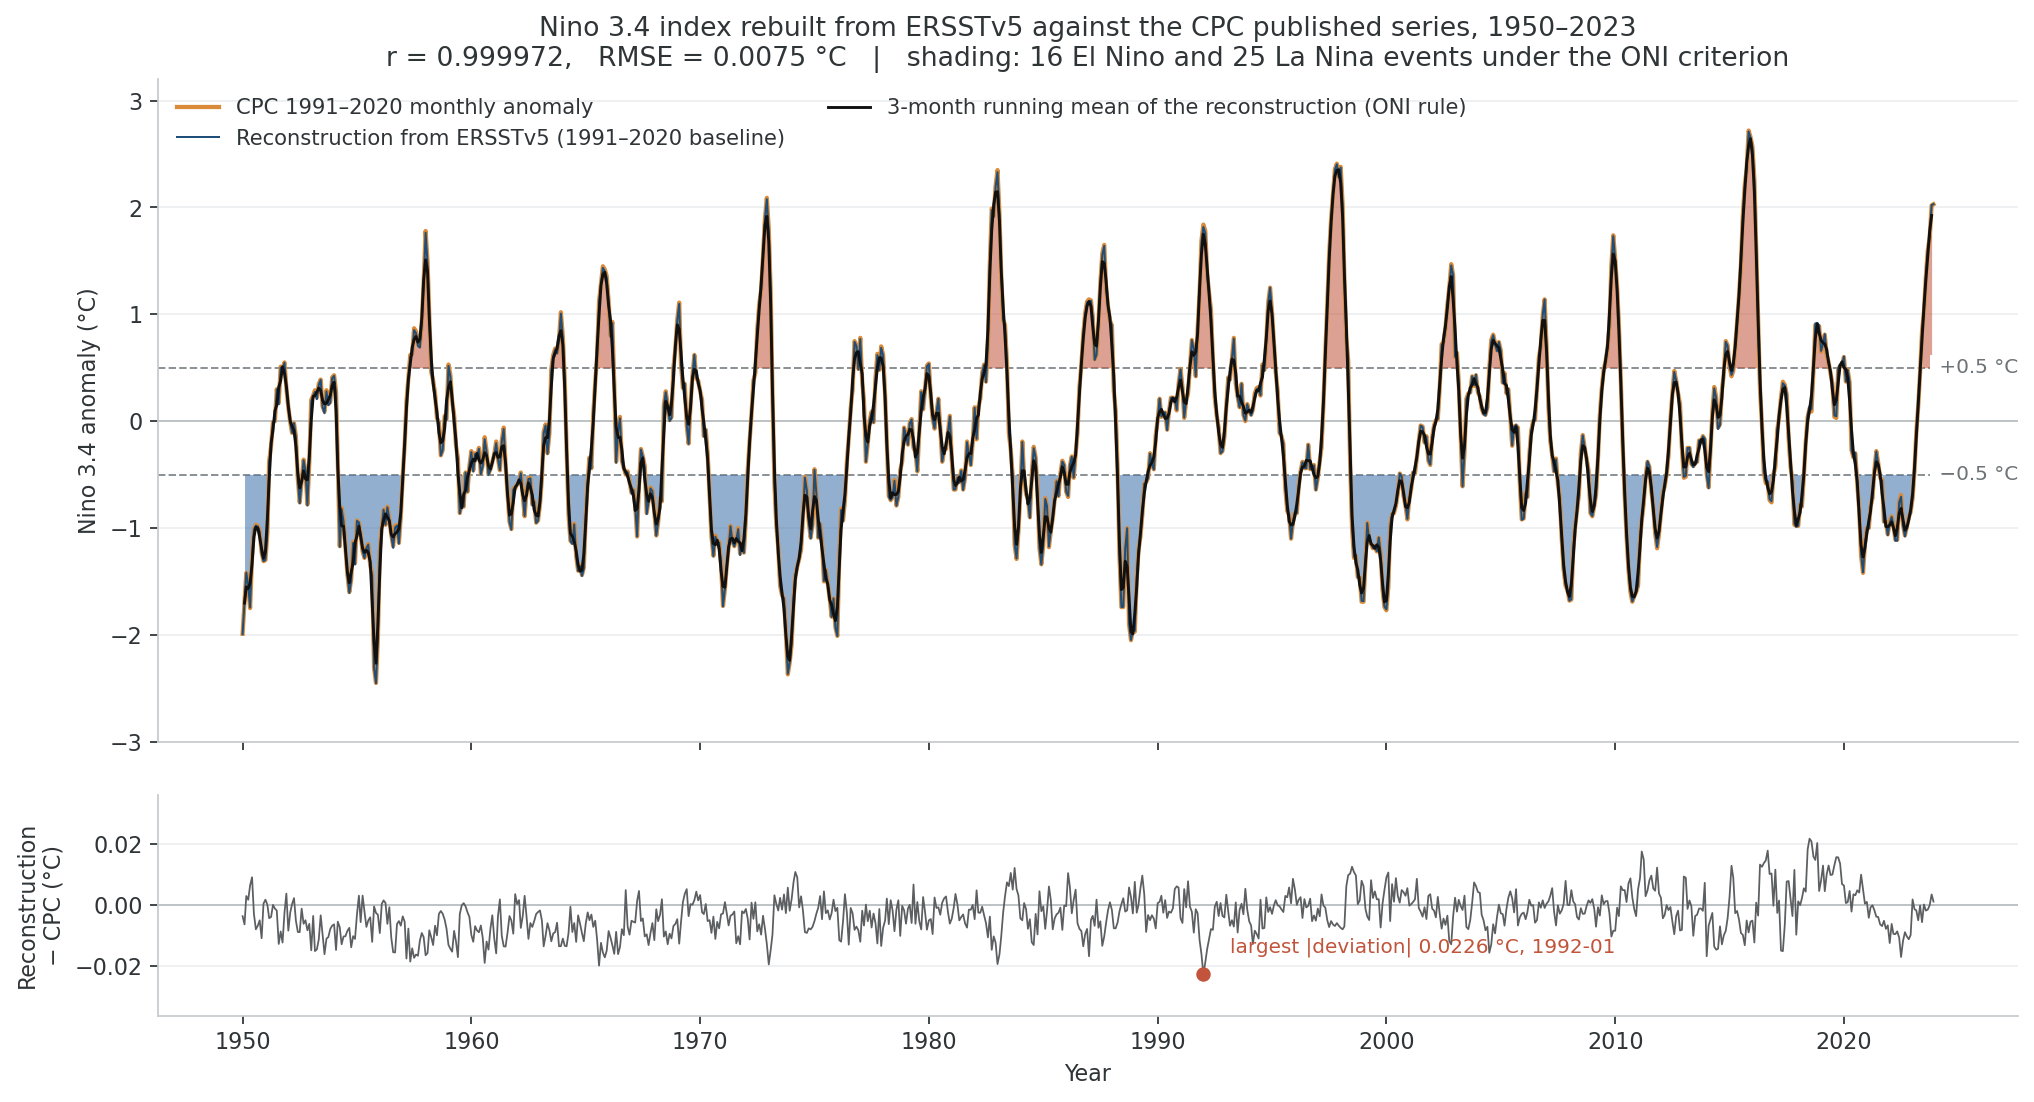 Nino 3.4 index rebuilt from ERSSTv5 against the CPC published series, 1950–2023
r = 0.999972,   RMSE = 0.0075 °C   |   shading: 16 El Nino and 25 La Nina events under the ONI criterion
CPC 1991–2020 monthly anomaly
Reconstruction from ERSSTv5 (1991–2020 baseline)
3-month running mean of the reconstruction (ONI rule)
Nino 3.4 anomaly (°C)
3
2
1
0
−1
−2
−3
+0.5 °C
−0.5 °C
Reconstruction
− CPC (°C)
0.02
0.00
−0.02
largest |deviation| 0.0226 °C, 1992-01
1950
1960
1970
1980
1990
2000
2010
2020
Year